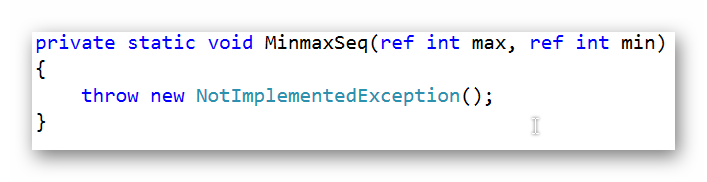 private static void MinmaxSeq(ref int max, ref int min)
{
    throw new NotImplementedException();
}